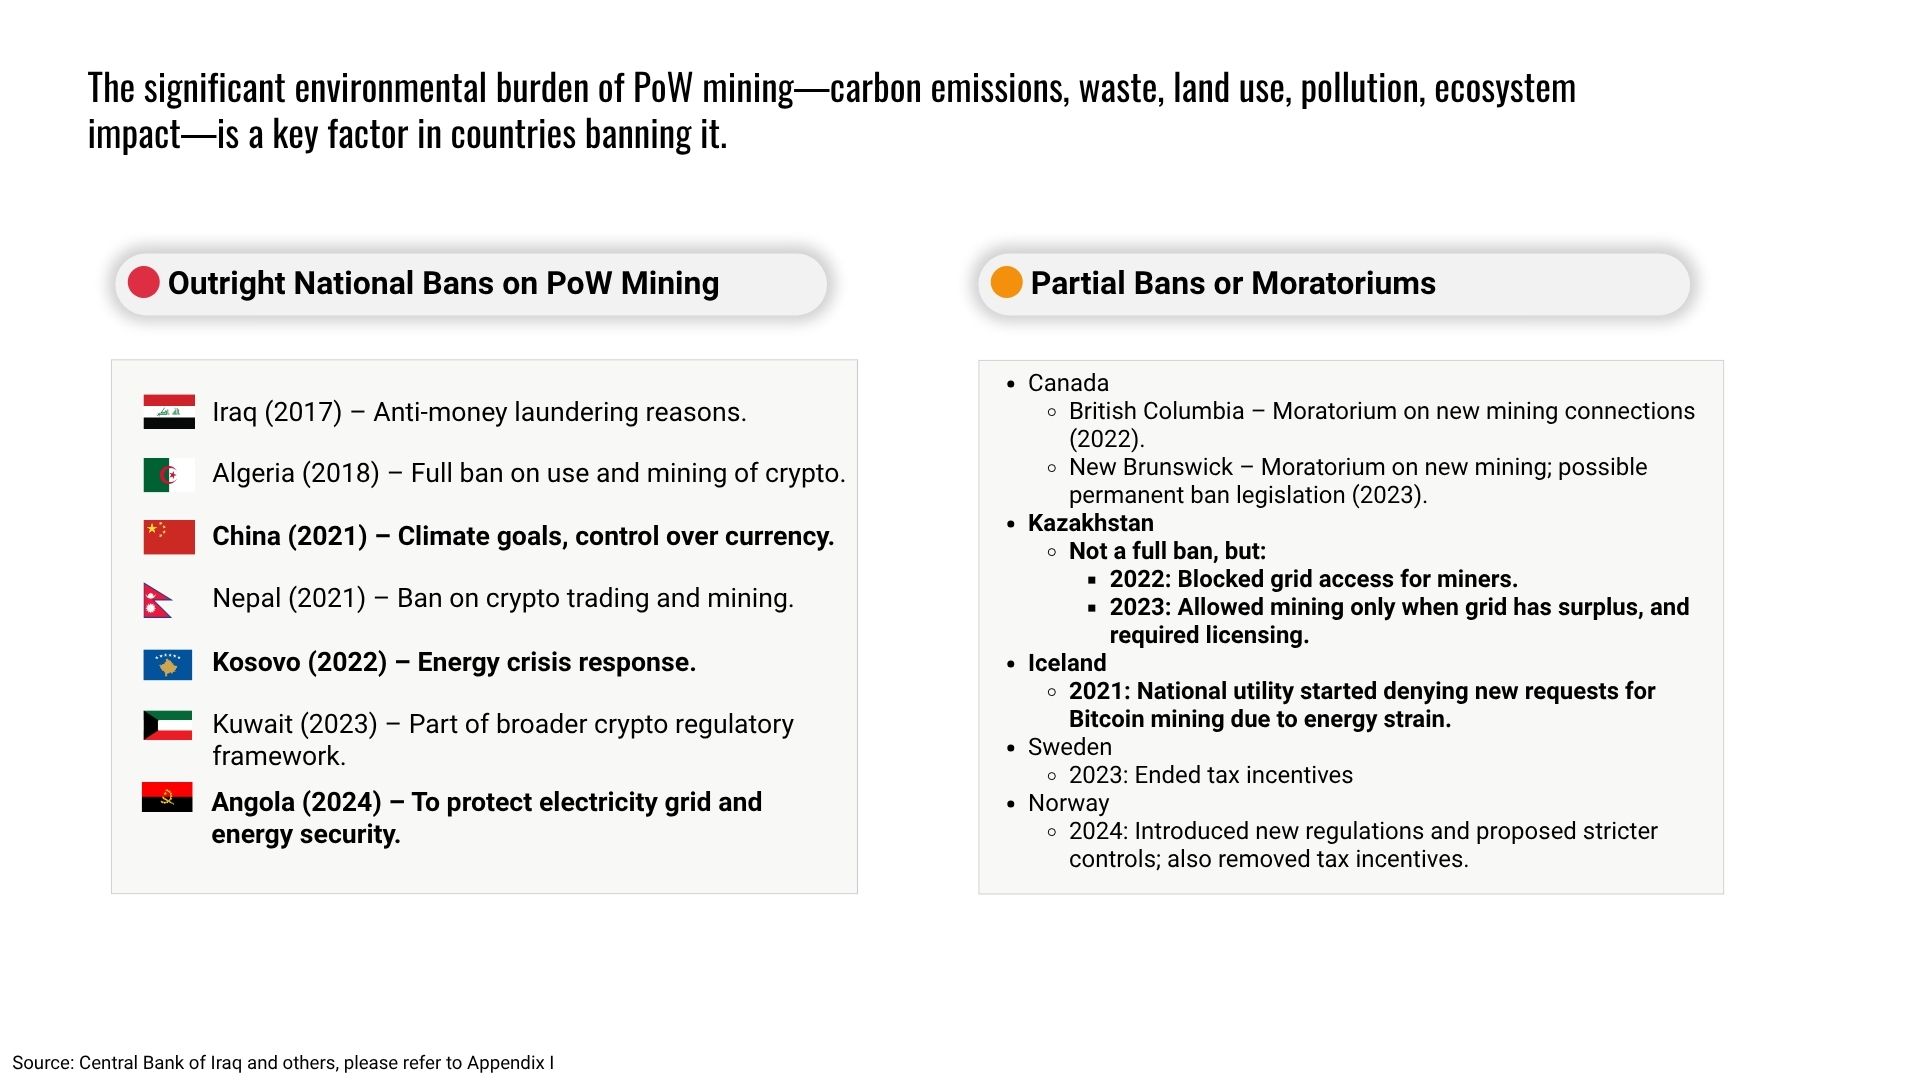 The significant environmental burden of PoW mining—carbon emissions, waste, land use, pollution, ecosystem
impact—is a key factor in countries banning it.
Outright National Bans on PoW Mining
Iraq (2017) – Anti-money laundering reasons.
Algeria (2018) – Full ban on use and mining of crypto.
China (2021) – Climate goals, control over currency.
Nepal (2021) – Ban on crypto trading and mining.
Kosovo (2022) – Energy crisis response.
Kuwait (2023) – Part of broader crypto regulatory
framework.
Angola (2024) – To protect electricity grid and
energy security.
Partial Bans or Moratoriums
• Canada
◦ British Columbia – Moratorium on new mining connections
(2022).
◦ New Brunswick – Moratorium on new mining; possible
permanent ban legislation (2023).
• Kazakhstan
◦ Not a full ban, but:
▪ 2022: Blocked grid access for miners.
▪ 2023: Allowed mining only when grid has surplus, and
required licensing.
• Iceland
◦ 2021: National utility started denying new requests for
Bitcoin mining due to energy strain.
• Sweden
◦ 2023: Ended tax incentives
• Norway
◦ 2024: Introduced new regulations and proposed stricter
controls; also removed tax incentives.
Source: Central Bank of Iraq and others, please refer to Appendix I